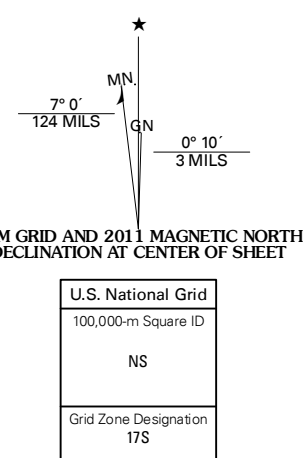 ★
MN
GN
7° 0´
124 MILS
0° 10´
3 MILS
M GRID AND 2011 MAGNETIC NORTH
DECLINATION AT CENTER OF SHEET
U.S. National Grid
100,000-m Square ID
NS
Grid Zone Designation
17S